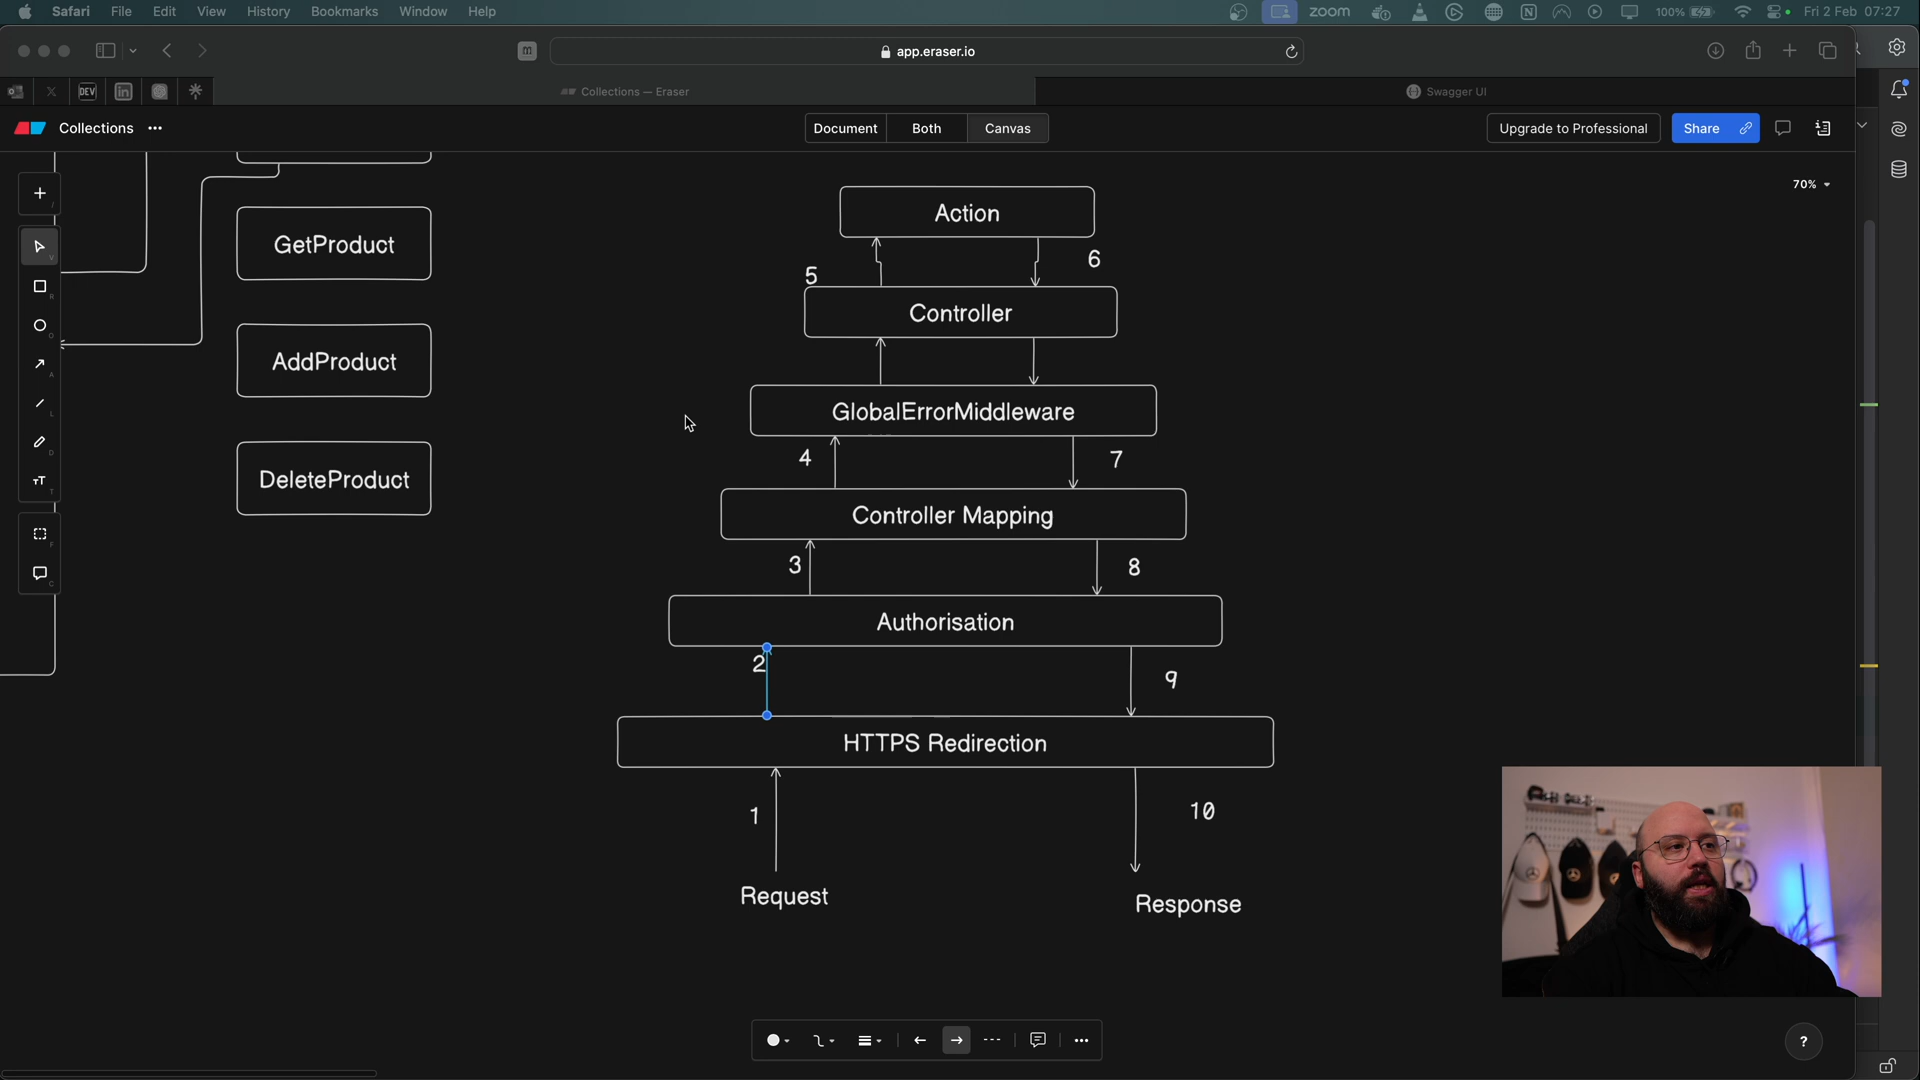 Safari File Edit View History Bookmarks Window Help
zoom
100%
Fri 2 Feb 07:27
m
app.eraser.io
DEV
in
Collections — Eraser
Swagger UI
Collections
Document
Both
Canvas
Upgrade to Professional
Share
70%
GetProduct
AddProduct
DeleteProduct
Action
5
6
Controller
GlobalErrorMiddleware
4
7
Controller Mapping
3
8
Authorisation
2
9
HTTPS Redirection
1
10
Request
Response
?